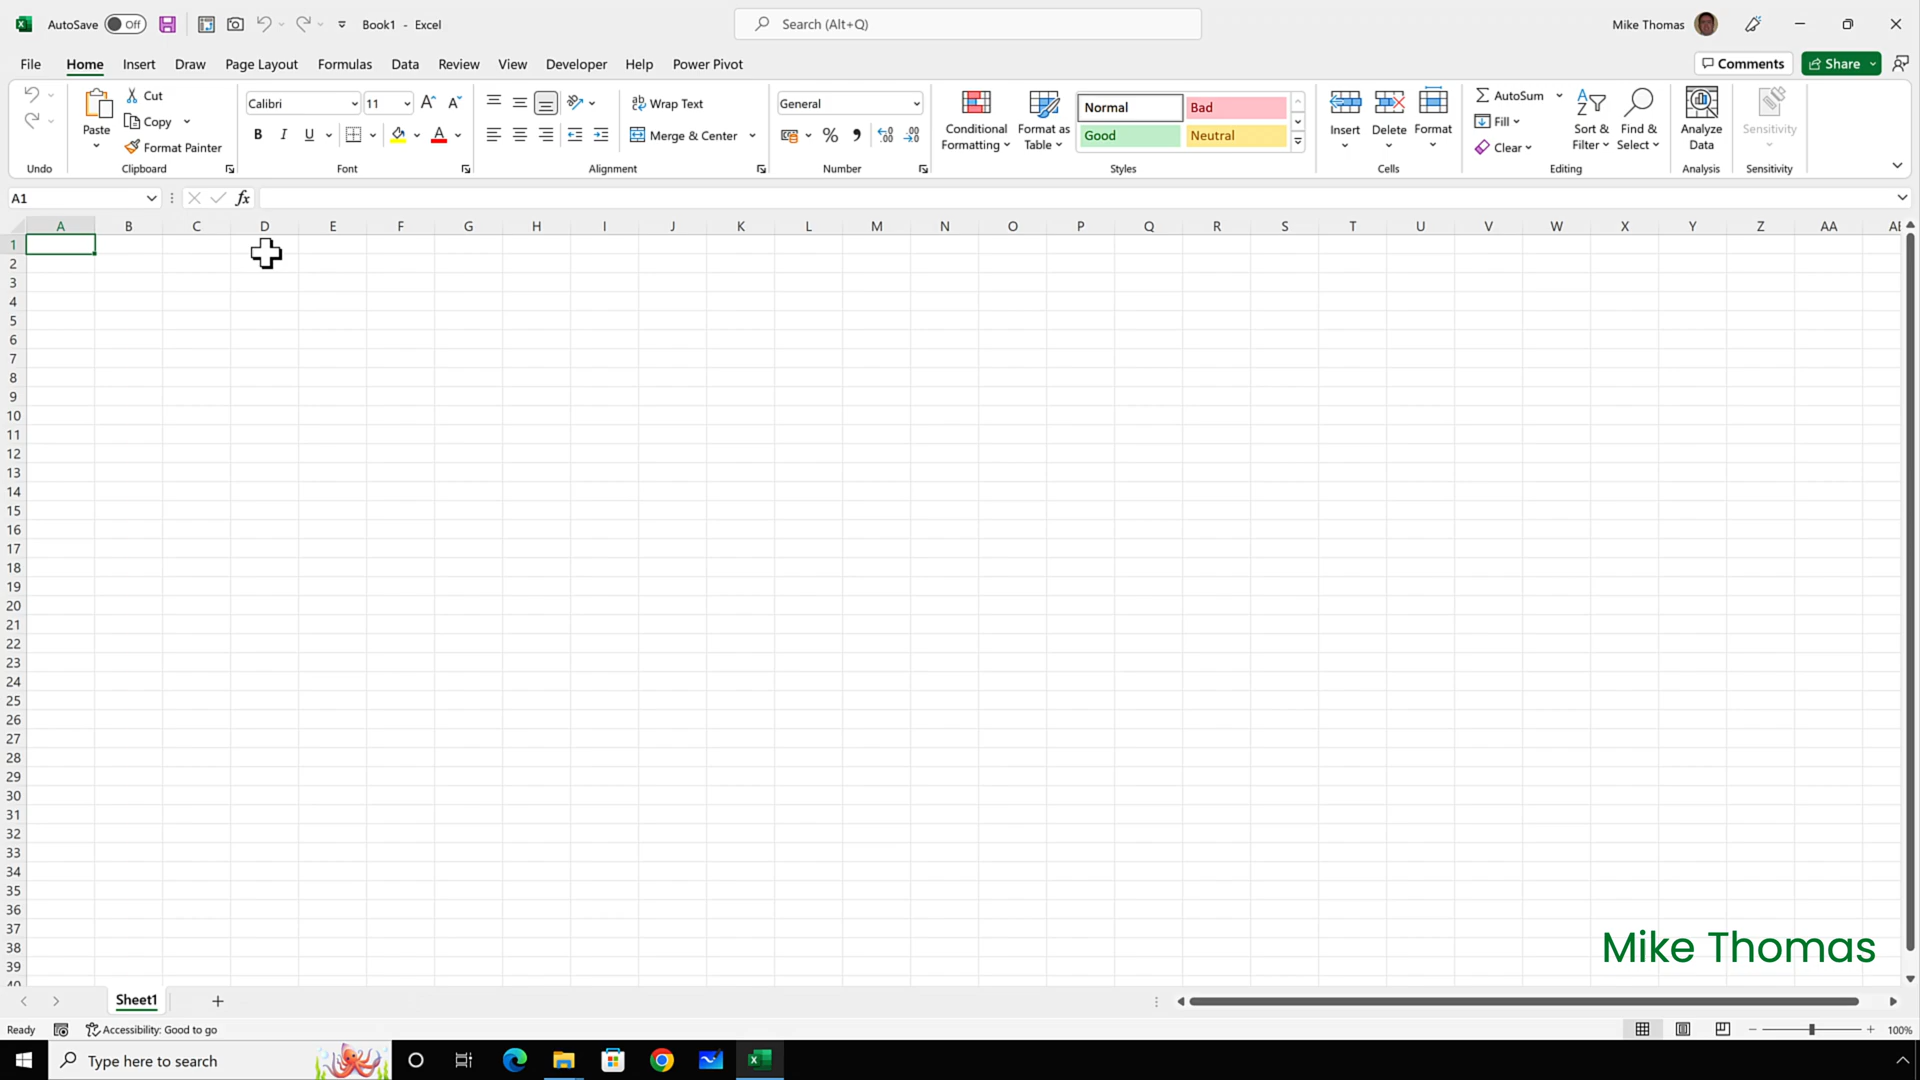 AutoSave Off Book1 - Excel Search (Alt+Q) Mike Thomas
File Home Insert Draw Page Layout Formulas Data Review View Developer Help Power Pivot Comments Share
Paste
Cut
Copy
Format Painter
Calibri 11
B I U A
ab Wrap Text
Merge & Center
General
% ,
Conditional Formatting
Format as Table
Normal Bad
Good Neutral
Insert Delete Format
AutoSum
Fill
Clear
Sort & Filter
Find & Select
Analyze Data
Sensitivity
Undo Clipboard Font Alignment Number Styles Cells Editing Analysis Sensitivity
A1 fx
A B C D E F G H I J K L M N O P Q R S T U V W X Y Z AA
1
2
3
4
5
6
7
8
9
10
11
12
13
14
15
16
17
18
19
20
21
22
23
24
25
26
27
28
29
30
31
32
33
34
35
36
37
38
39
Mike Thomas
Sheet1
Ready Accessibility: Good to go 100%
Type here to search